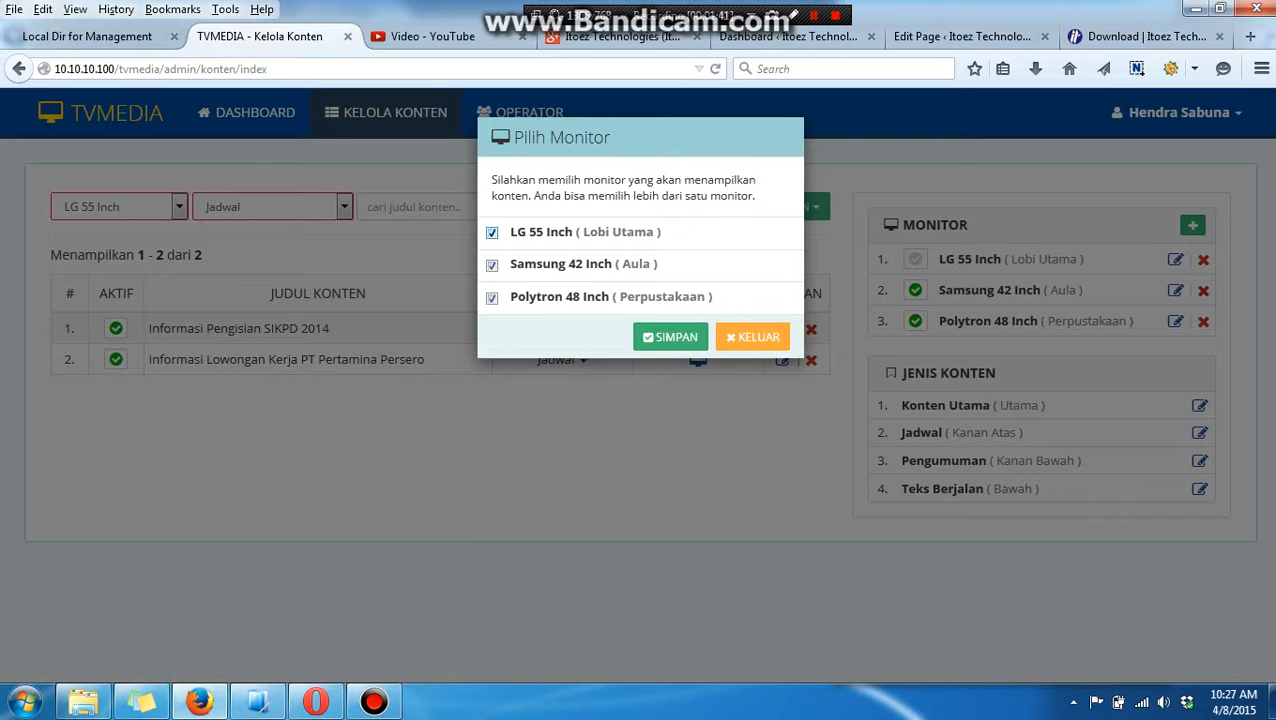 File Edit View History Bookmarks Tools Help
www.Bandicam.com
Local Dir for Management
TVMEDIA - Kelola Konten
Video - YouTube
Itoez Technologies (It...
Dashboard ‹ Itoez Technol...
Edit Page ‹ Itoez Technolo...
Download | Itoez Tech...
10.10.10.100/tvmedia/admin/konten/index
Search
TVMEDIA
DASHBOARD
KELOLA KONTEN
OPERATOR
Hendra Sabuna
Pilih Monitor
Silahkan memilih monitor yang akan menampilkan
konten. Anda bisa memilih lebih dari satu monitor.
LG 55 Inch ( Lobi Utama )
Samsung 42 Inch ( Aula )
Polytron 48 Inch ( Perpustakaan )
SIMPAN
KELUAR
LG 55 Inch
Jadwal
cari judul konten..
Menampilkan 1 - 2 dari 2
# AKTIF JUDUL KONTEN
1. Informasi Pengisian SIKPD 2014
2. Informasi Lowongan Kerja PT Pertamina Persero Jadwal
MONITOR
1. LG 55 Inch ( Lobi Utama )
2. Samsung 42 Inch ( Aula )
3. Polytron 48 Inch ( Perpustakaan )
JENIS KONTEN
1. Konten Utama ( Utama )
2. Jadwal ( Kanan Atas )
3. Pengumuman ( Kanan Bawah )
4. Teks Berjalan ( Bawah )
10:27 AM
4/8/2015